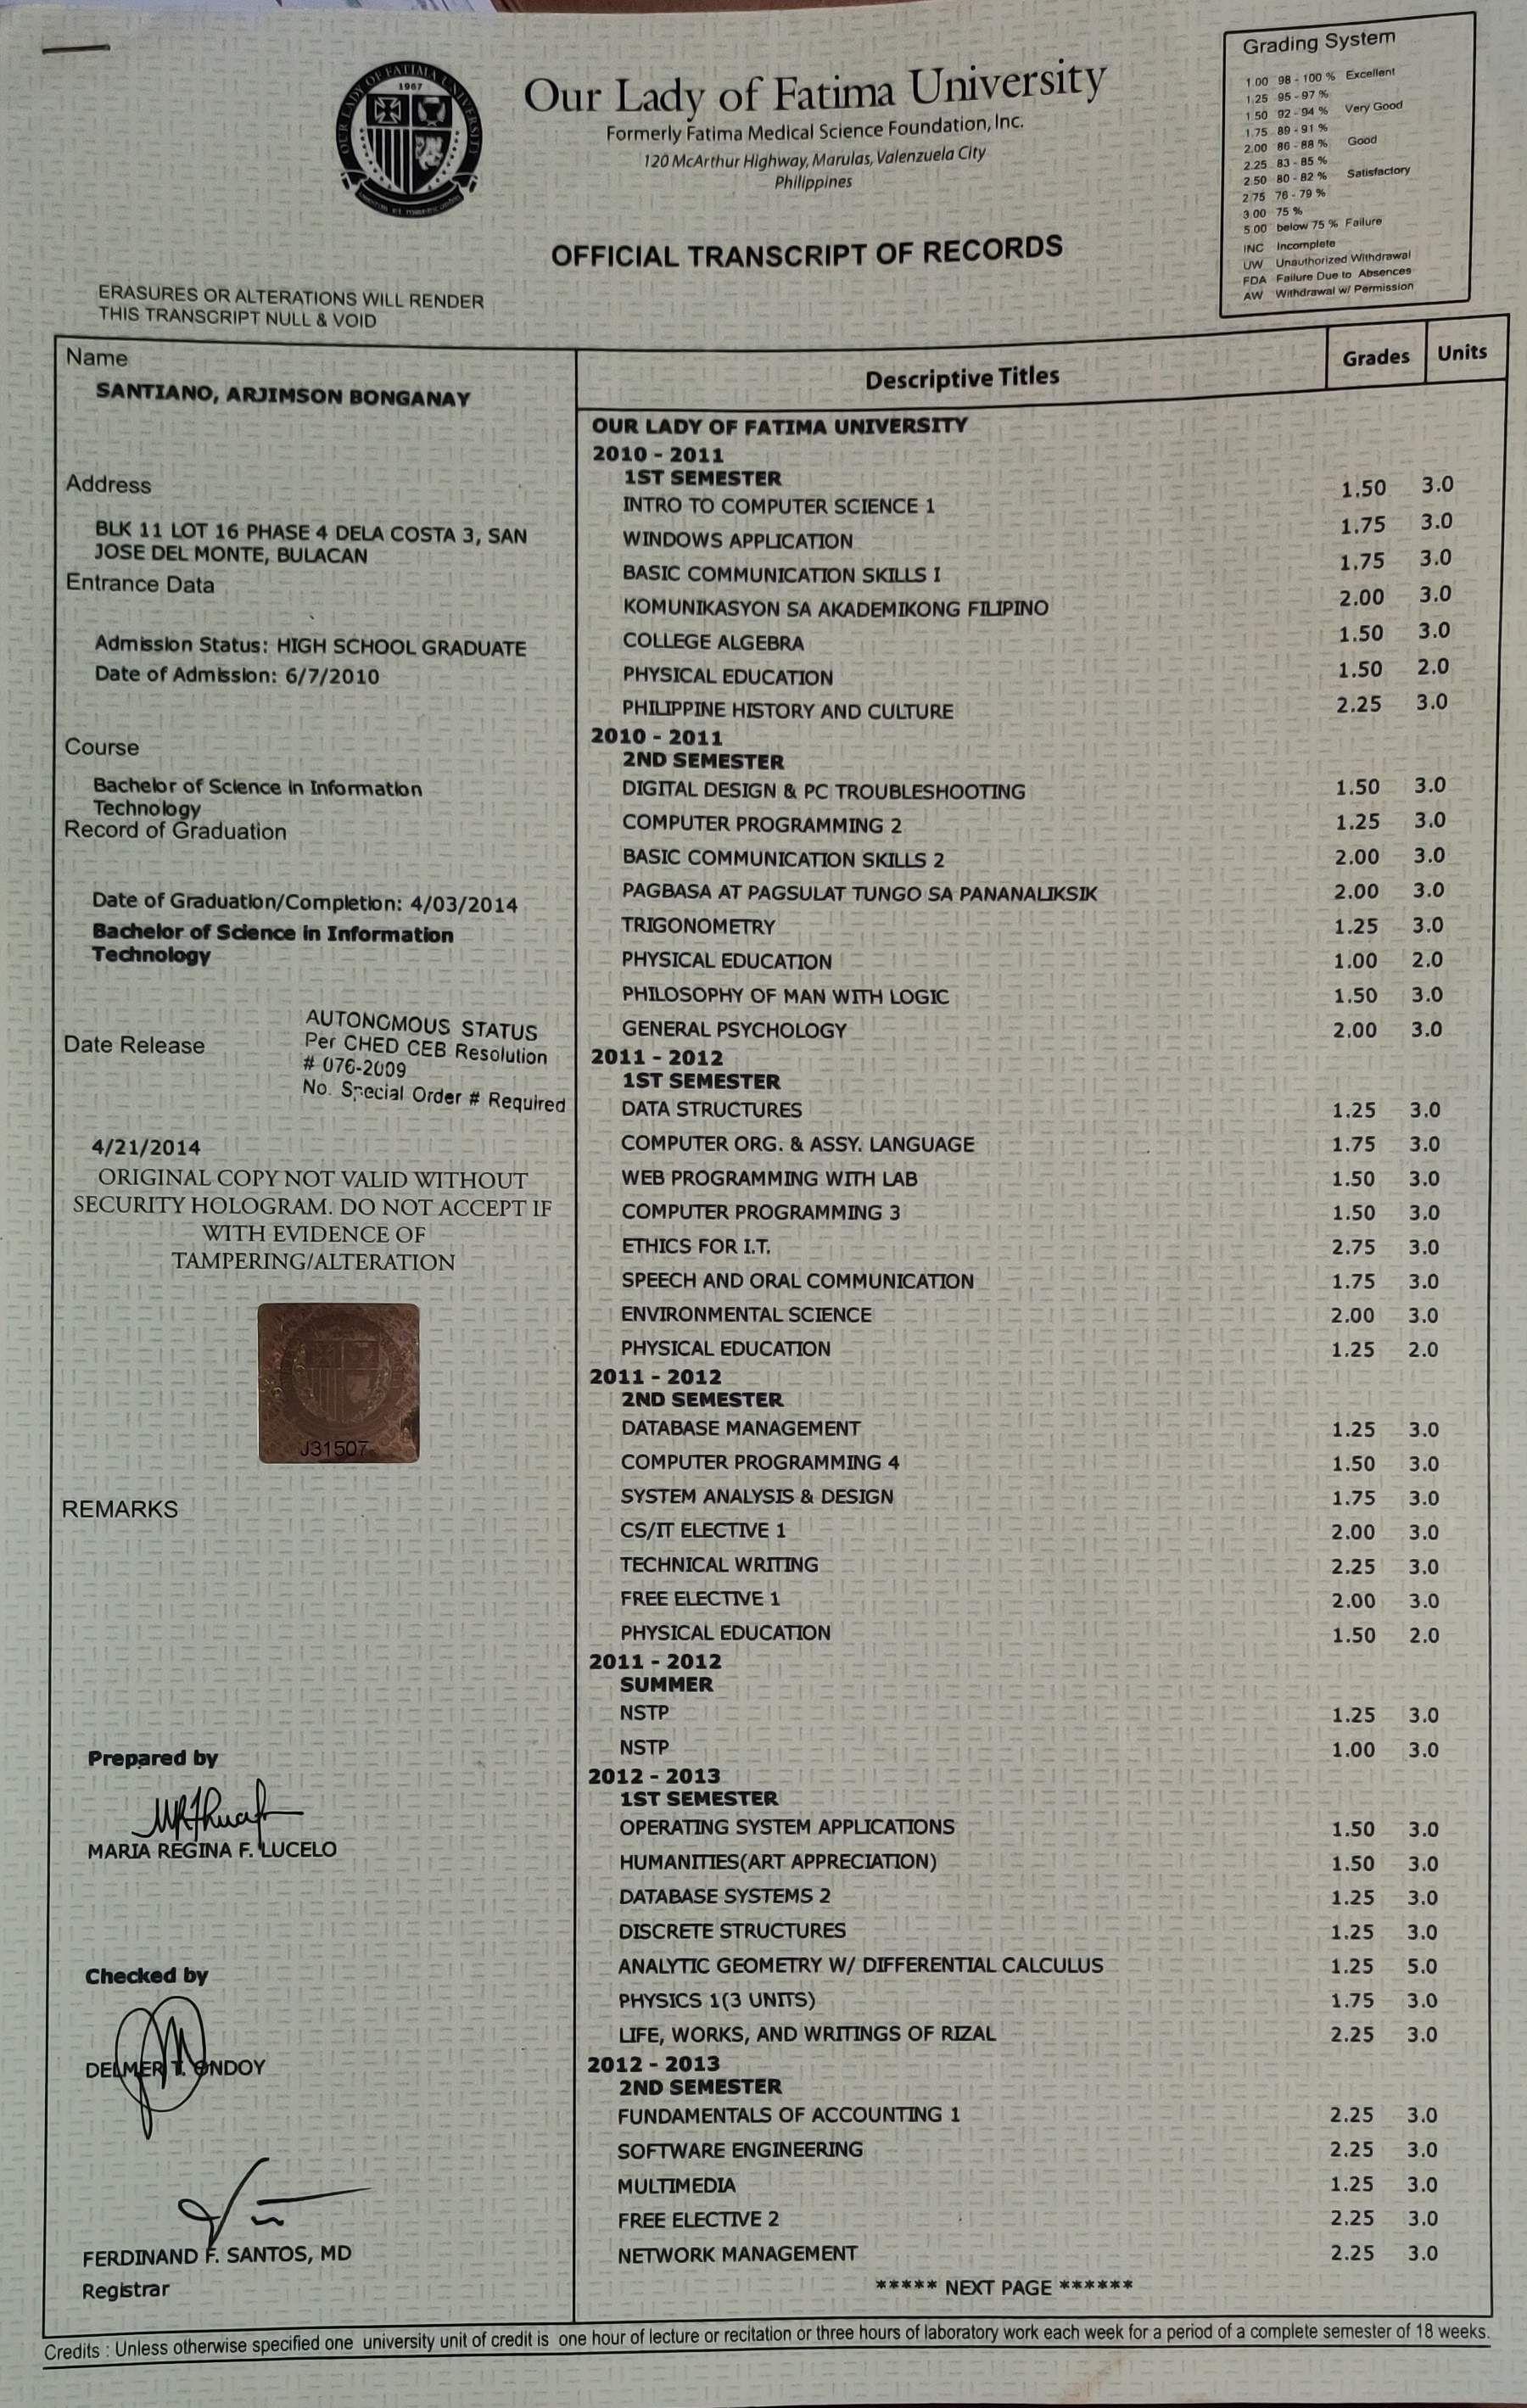 OUR LADY OF FATIMA UNIVERSITY
1967
Our Lady of Fatima University
Formerly Fatima Medical Science Foundation, Inc.
120 McArthur Highway, Marulas, Valenzuela City
Philippines
OFFICIAL TRANSCRIPT OF RECORDS
Grading System
1.00 98 - 100 % Excellent
1.25 95 - 97 %
1.50 92 - 94 % Very Good
1.75 89 - 91 %
2.00 86 - 88 % Good
2.25 83 - 85 %
2.50 80 - 82 % Satisfactory
2.75 76 - 79 %
3.00 75 %
5.00 below 75 % Failure
INC Incomplete
UW Unauthorized Withdrawal
FDA Failure Due to Absences
AW Withdrawal w/ Permission
ERASURES OR ALTERATIONS WILL RENDER
THIS TRANSCRIPT NULL & VOID
Name
SANTIANO, ARJIMSON BONGANAY
Address
BLK 11 LOT 16 PHASE 4 DELA COSTA 3, SAN
JOSE DEL MONTE, BULACAN
Entrance Data
Admission Status: HIGH SCHOOL GRADUATE
Date of Admission: 6/7/2010
Course
Bachelor of Science in Information
Technology
Record of Graduation
Date of Graduation/Completion: 4/03/2014
Bachelor of Science in Information
Technology
Date Release
AUTONOMOUS STATUS
Per CHED CEB Resolution
# 076-2009
No. Special Order # Required
4/21/2014
ORIGINAL COPY NOT VALID WITHOUT
SECURITY HOLOGRAM. DO NOT ACCEPT IF
WITH EVIDENCE OF
TAMPERING/ALTERATION
J31507
REMARKS
Prepared by
MARIA REGINA F. LUCELO
Checked by
DELMER T. ONDOY
FERDINAND F. SANTOS, MD
Registrar
Descriptive Titles Grades Units
OUR LADY OF FATIMA UNIVERSITY
2010 - 2011
1ST SEMESTER
INTRO TO COMPUTER SCIENCE 1 1.50 3.0
WINDOWS APPLICATION 1.75 3.0
BASIC COMMUNICATION SKILLS I 1.75 3.0
KOMUNIKASYON SA AKADEMIKONG FILIPINO 2.00 3.0
COLLEGE ALGEBRA 1.50 3.0
PHYSICAL EDUCATION 1.50 2.0
PHILIPPINE HISTORY AND CULTURE 2.25 3.0
2010 - 2011
2ND SEMESTER
DIGITAL DESIGN & PC TROUBLESHOOTING 1.50 3.0
COMPUTER PROGRAMMING 2 1.25 3.0
BASIC COMMUNICATION SKILLS 2 2.00 3.0
PAGBASA AT PAGSULAT TUNGO SA PANANALIKSIK 2.00 3.0
TRIGONOMETRY 1.25 3.0
PHYSICAL EDUCATION 1.00 2.0
PHILOSOPHY OF MAN WITH LOGIC 1.50 3.0
GENERAL PSYCHOLOGY 2.00 3.0
2011 - 2012
1ST SEMESTER
DATA STRUCTURES 1.25 3.0
COMPUTER ORG. & ASSY. LANGUAGE 1.75 3.0
WEB PROGRAMMING WITH LAB 1.50 3.0
COMPUTER PROGRAMMING 3 1.50 3.0
ETHICS FOR I.T. 2.75 3.0
SPEECH AND ORAL COMMUNICATION 1.75 3.0
ENVIRONMENTAL SCIENCE 2.00 3.0
PHYSICAL EDUCATION 1.25 2.0
2011 - 2012
2ND SEMESTER
DATABASE MANAGEMENT 1.25 3.0
COMPUTER PROGRAMMING 4 1.50 3.0
SYSTEM ANALYSIS & DESIGN 1.75 3.0
CS/IT ELECTIVE 1 2.00 3.0
TECHNICAL WRITING 2.25 3.0
FREE ELECTIVE 1 2.00 3.0
PHYSICAL EDUCATION 1.50 2.0
2011 - 2012
SUMMER
NSTP 1.25 3.0
NSTP 1.00 3.0
2012 - 2013
1ST SEMESTER
OPERATING SYSTEM APPLICATIONS 1.50 3.0
HUMANITIES(ART APPRECIATION) 1.50 3.0
DATABASE SYSTEMS 2 1.25 3.0
DISCRETE STRUCTURES 1.25 3.0
ANALYTIC GEOMETRY W/ DIFFERENTIAL CALCULUS 1.25 5.0
PHYSICS 1(3 UNITS) 1.75 3.0
LIFE, WORKS, AND WRITINGS OF RIZAL 2.25 3.0
2012 - 2013
2ND SEMESTER
FUNDAMENTALS OF ACCOUNTING 1 2.25 3.0
SOFTWARE ENGINEERING 2.25 3.0
MULTIMEDIA 1.25 3.0
FREE ELECTIVE 2 2.25 3.0
NETWORK MANAGEMENT 2.25 3.0
***** NEXT PAGE ******
Credits : Unless otherwise specified one university unit of credit is one hour of lecture or recitation or three hours of laboratory work each week for a period of a complete semester of 18 weeks.